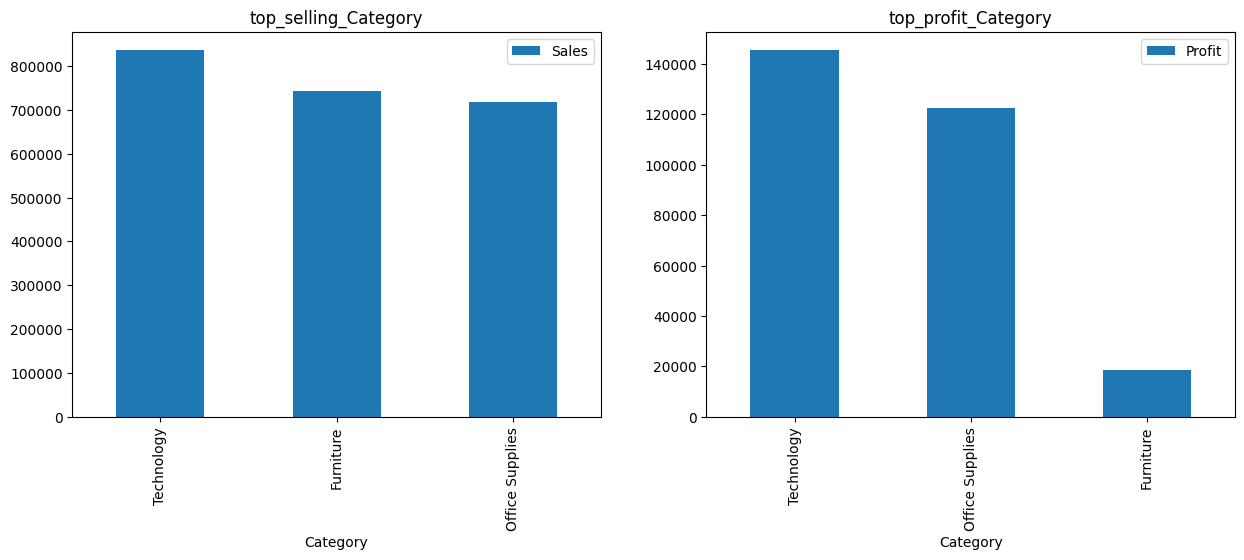 top_selling_Category
Sales
800000
700000
600000
500000
400000
300000
200000
100000
0
Technology
Furniture
Office Supplies
Category
top_profit_Category
Profit
140000
120000
100000
80000
60000
40000
20000
0
Technology
Office Supplies
Furniture
Category